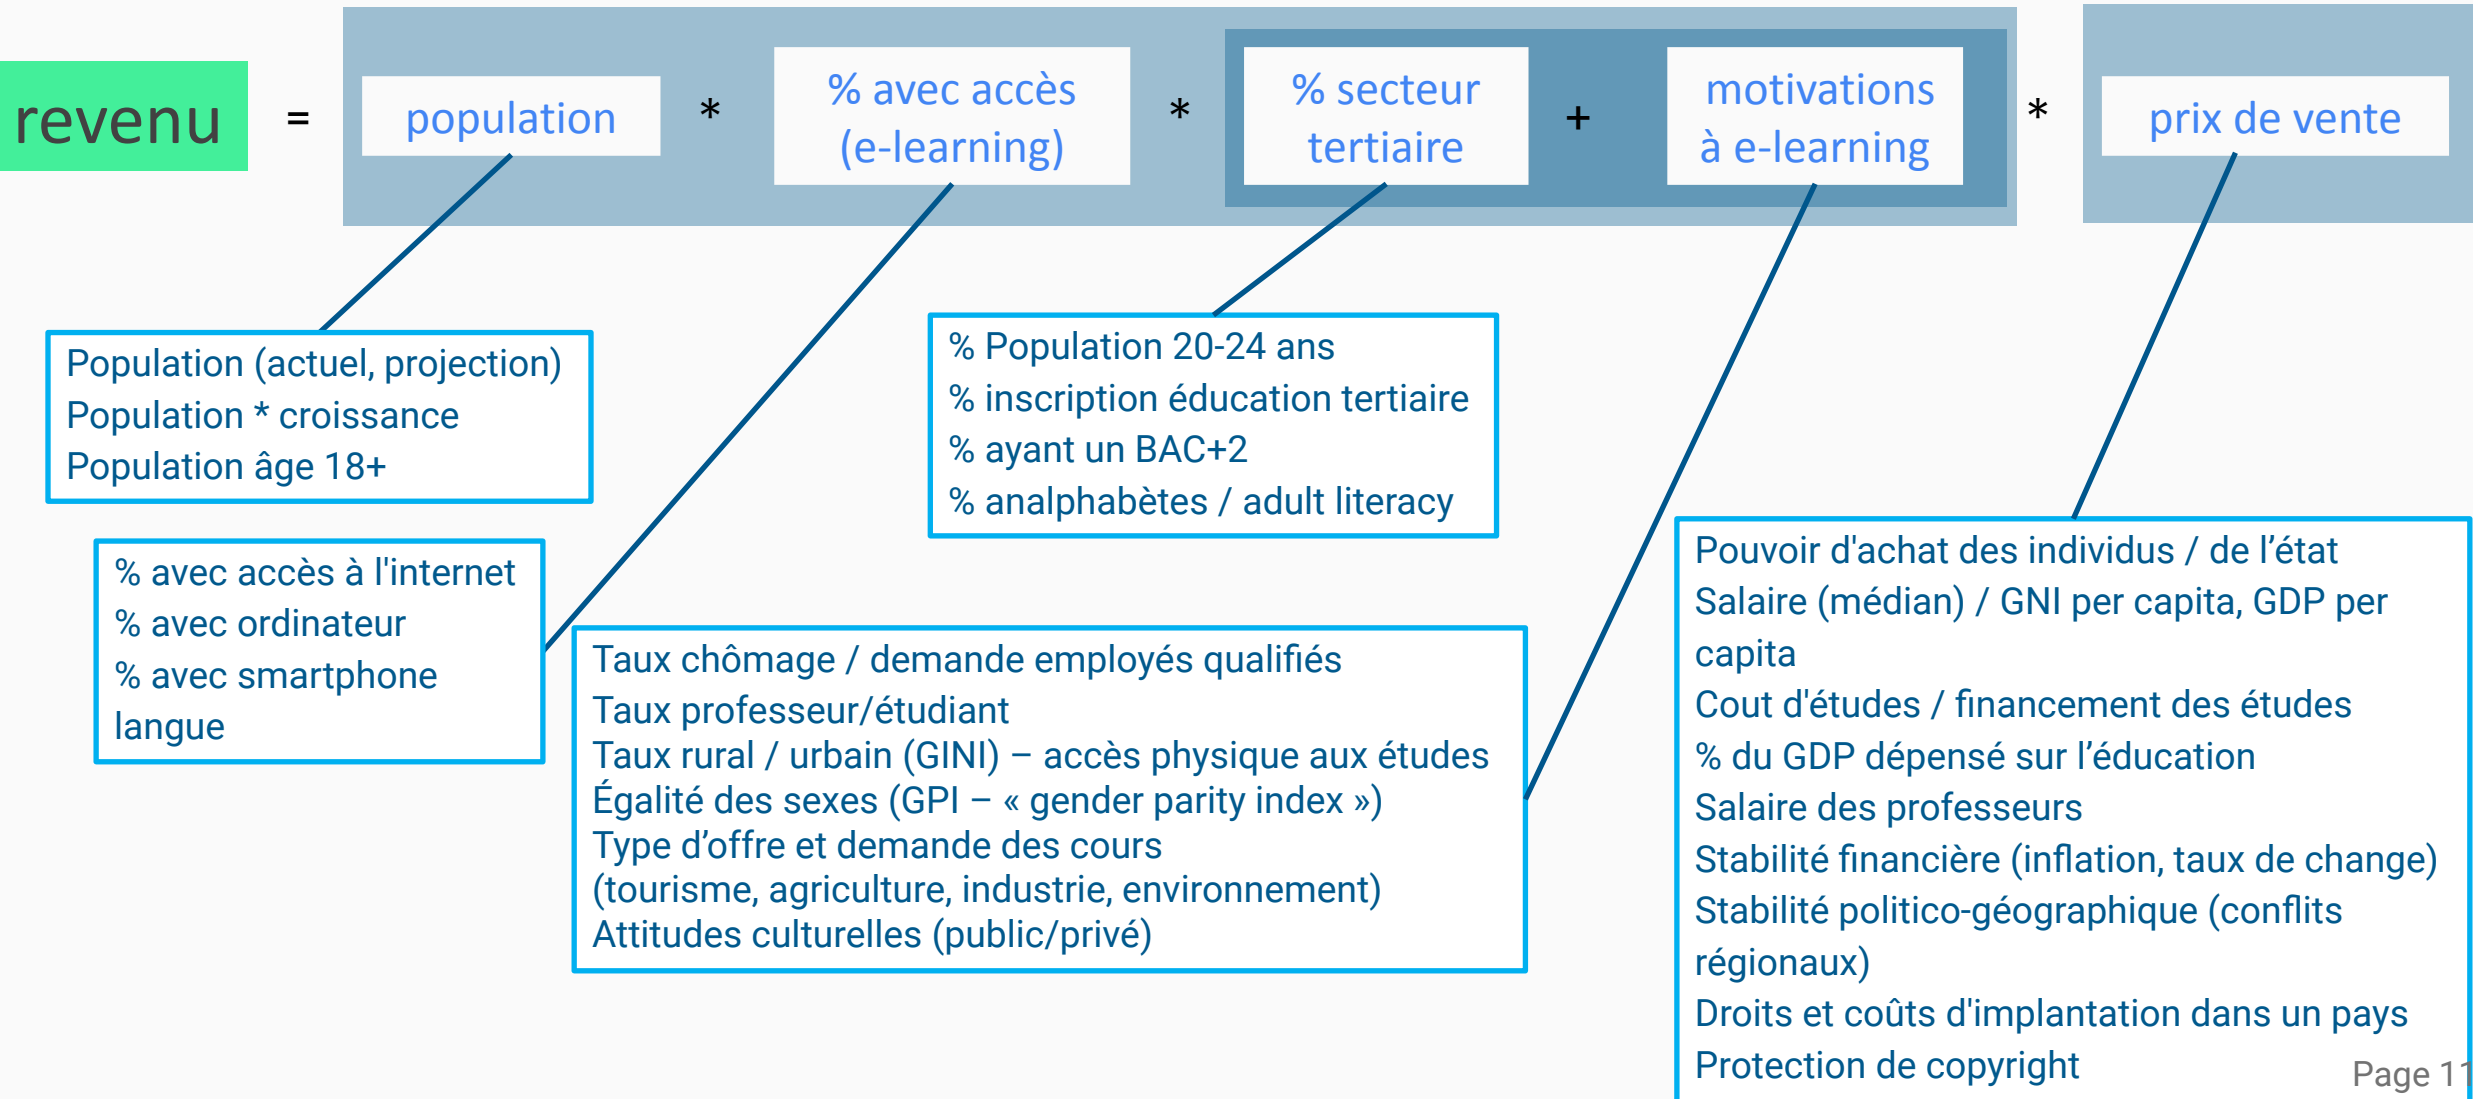 revenu = population * % avec accès * % secteur + motivations * prix de vente
(e-learning) tertiaire à e-learning
Population (actuel, projection)
Population * croissance
Population âge 18+
% avec accès à l'internet
% avec ordinateur
% avec smartphone
langue
% Population 20-24 ans
% inscription éducation tertiaire
% ayant un BAC+2
% analphabètes / adult literacy
Taux chômage / demande employés qualifiés
Taux professeur/étudiant
Taux rural / urbain (GINI) – accès physique aux études
Égalité des sexes (GPI – « gender parity index »)
Type d’offre et demande des cours
(tourisme, agriculture, industrie, environnement)
Attitudes culturelles (public/privé)
Pouvoir d'achat des individus / de l’état
Salaire (médian) / GNI per capita, GDP per
capita
Cout d'études / financement des études
% du GDP dépensé sur l’éducation
Salaire des professeurs
Stabilité financière (inflation, taux de change)
Stabilité politico-géographique (conflits
régionaux)
Droits et coûts d'implantation dans un pays
Protection de copyright
Page 11